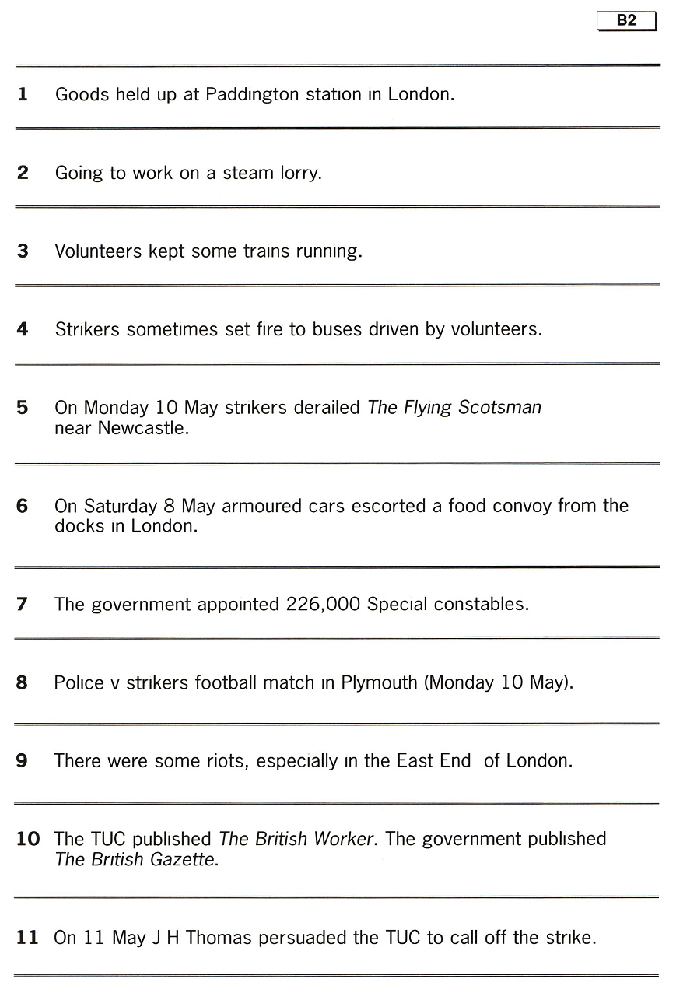 B2
1 Goods held up at Paddington station in London.
2 Going to work on a steam lorry.
3 Volunteers kept some trains running.
4 Strikers sometimes set fire to buses driven by volunteers.
5 On Monday 10 May strikers derailed The Flying Scotsman
near Newcastle.
6 On Saturday 8 May armoured cars escorted a food convoy from the
docks in London.
7 The government appointed 226,000 Special constables.
8 Police v strikers football match in Plymouth (Monday 10 May).
9 There were some riots, especially in the East End of London.
10 The TUC published The British Worker. The government published
The British Gazette.
11 On 11 May J H Thomas persuaded the TUC to call off the strike.